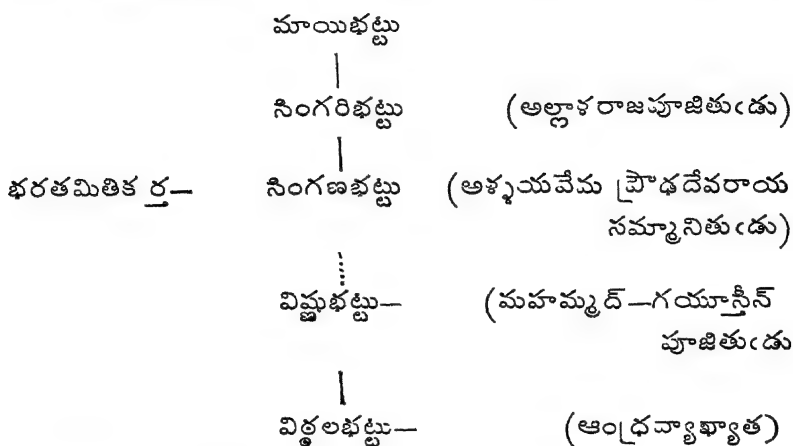 మాయిభట్టు
సింగరిభట్టు (అల్లాళరాజపూజితుఁడు)
భరతమితికర్త— సింగణభట్టు (అళ్ళయవేమ ప్రౌఢదేవరాయ
సమ్మానితుఁడు)
విష్ణుభట్టు— (మహమ్మద్—గయాస్తీన్
పూజితుఁడు
విఠ్ఠలభట్టు— (ఆంధ్రవ్యాఖ్యాత)